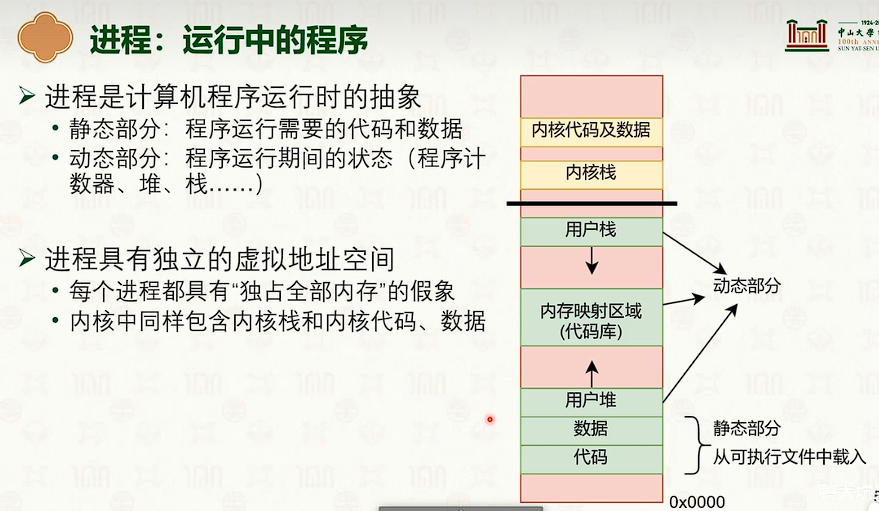 进程：运行中的程序
1924-2
中山大学
100th ANN
SUN YAT-SEN U
➢ 进程是计算机程序运行时的抽象
• 静态部分：程序运行需要的代码和数据
• 动态部分：程序运行期间的状态（程序计
数器、堆、栈……）
➢ 进程具有独立的虚拟地址空间
• 每个进程都具有“独占全部内存”的假象
• 内核中同样包含内核栈和内核代码、数据
内核代码及数据
内核栈
用户栈
内存映射区域
(代码库)
用户堆
数据
代码
动态部分
静态部分
从可执行文件中载入
0x0000